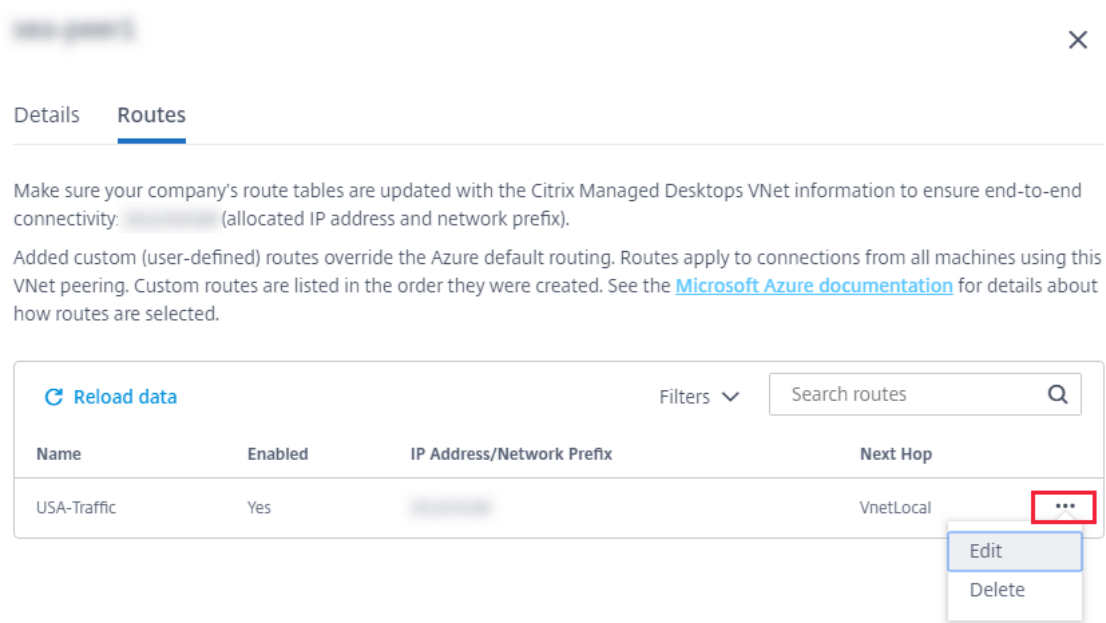 Details Routes
Make sure your company's route tables are updated with the Citrix Managed Desktops VNet information to ensure end-to-end
connectivity: (allocated IP address and network prefix).
Added custom (user-defined) routes override the Azure default routing. Routes apply to connections from all machines using this
VNet peering. Custom routes are listed in the order they were created. See the Microsoft Azure documentation for details about
how routes are selected.
Reload data Filters Search routes
Name Enabled IP Address/Network Prefix Next Hop
USA-Traffic Yes VnetLocal
Edit
Delete